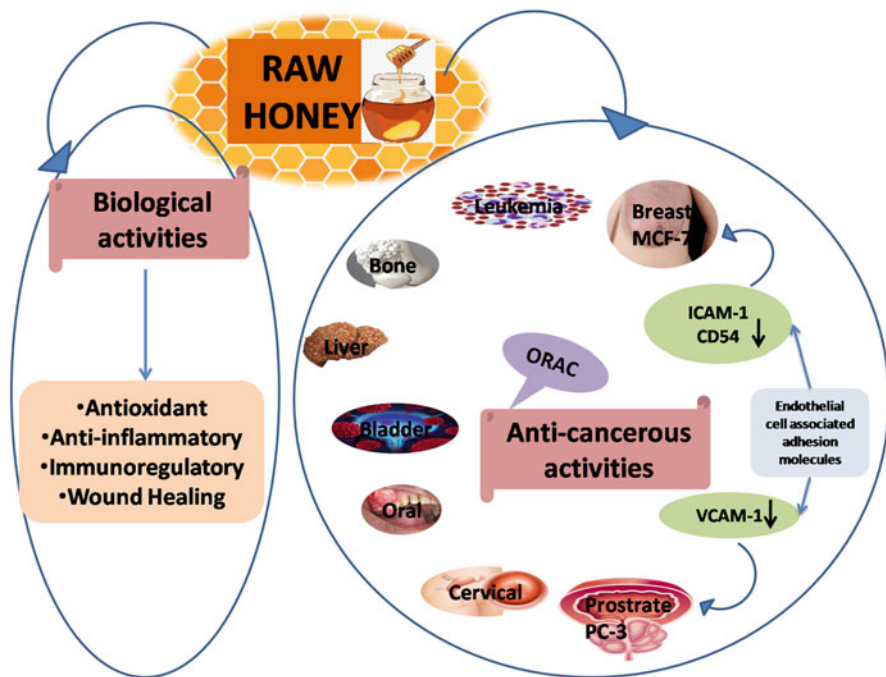 RAW
HONEY
Biological
activities
•Antioxidant
•Anti-inflammatory
•Immunoregulatory
•Wound Healing
Leukemia
Breast
MCF-7
Bone
ICAM-1
CD54
Liver
ORAC
Bladder
Anti-cancerous
activities
Endothelial
cell associated
adhesion
molecules
Oral
VCAM-1
Cervical
Prostrate
PC-3